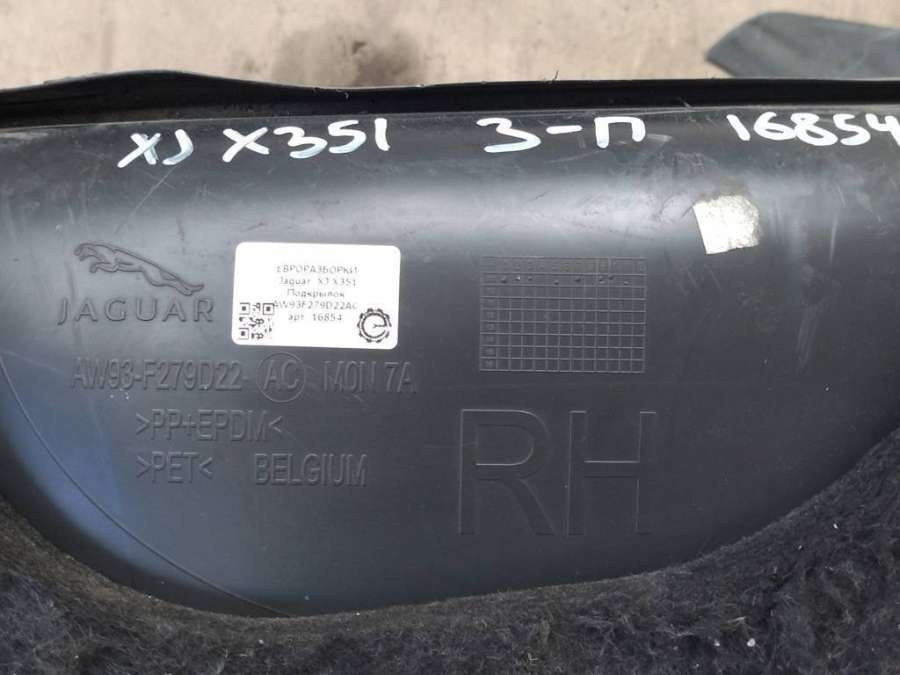 XJ X351 З-П 16854
JAGUAR
ЕВРОРАЗБОРКИ
Jaguar XJ X351
Подкрылок
AW93F279D22AC
арт. 16854
AW93-F279D22 AC M0N 7A
>PP+EPDM<
>PET< BELGIUM
RH